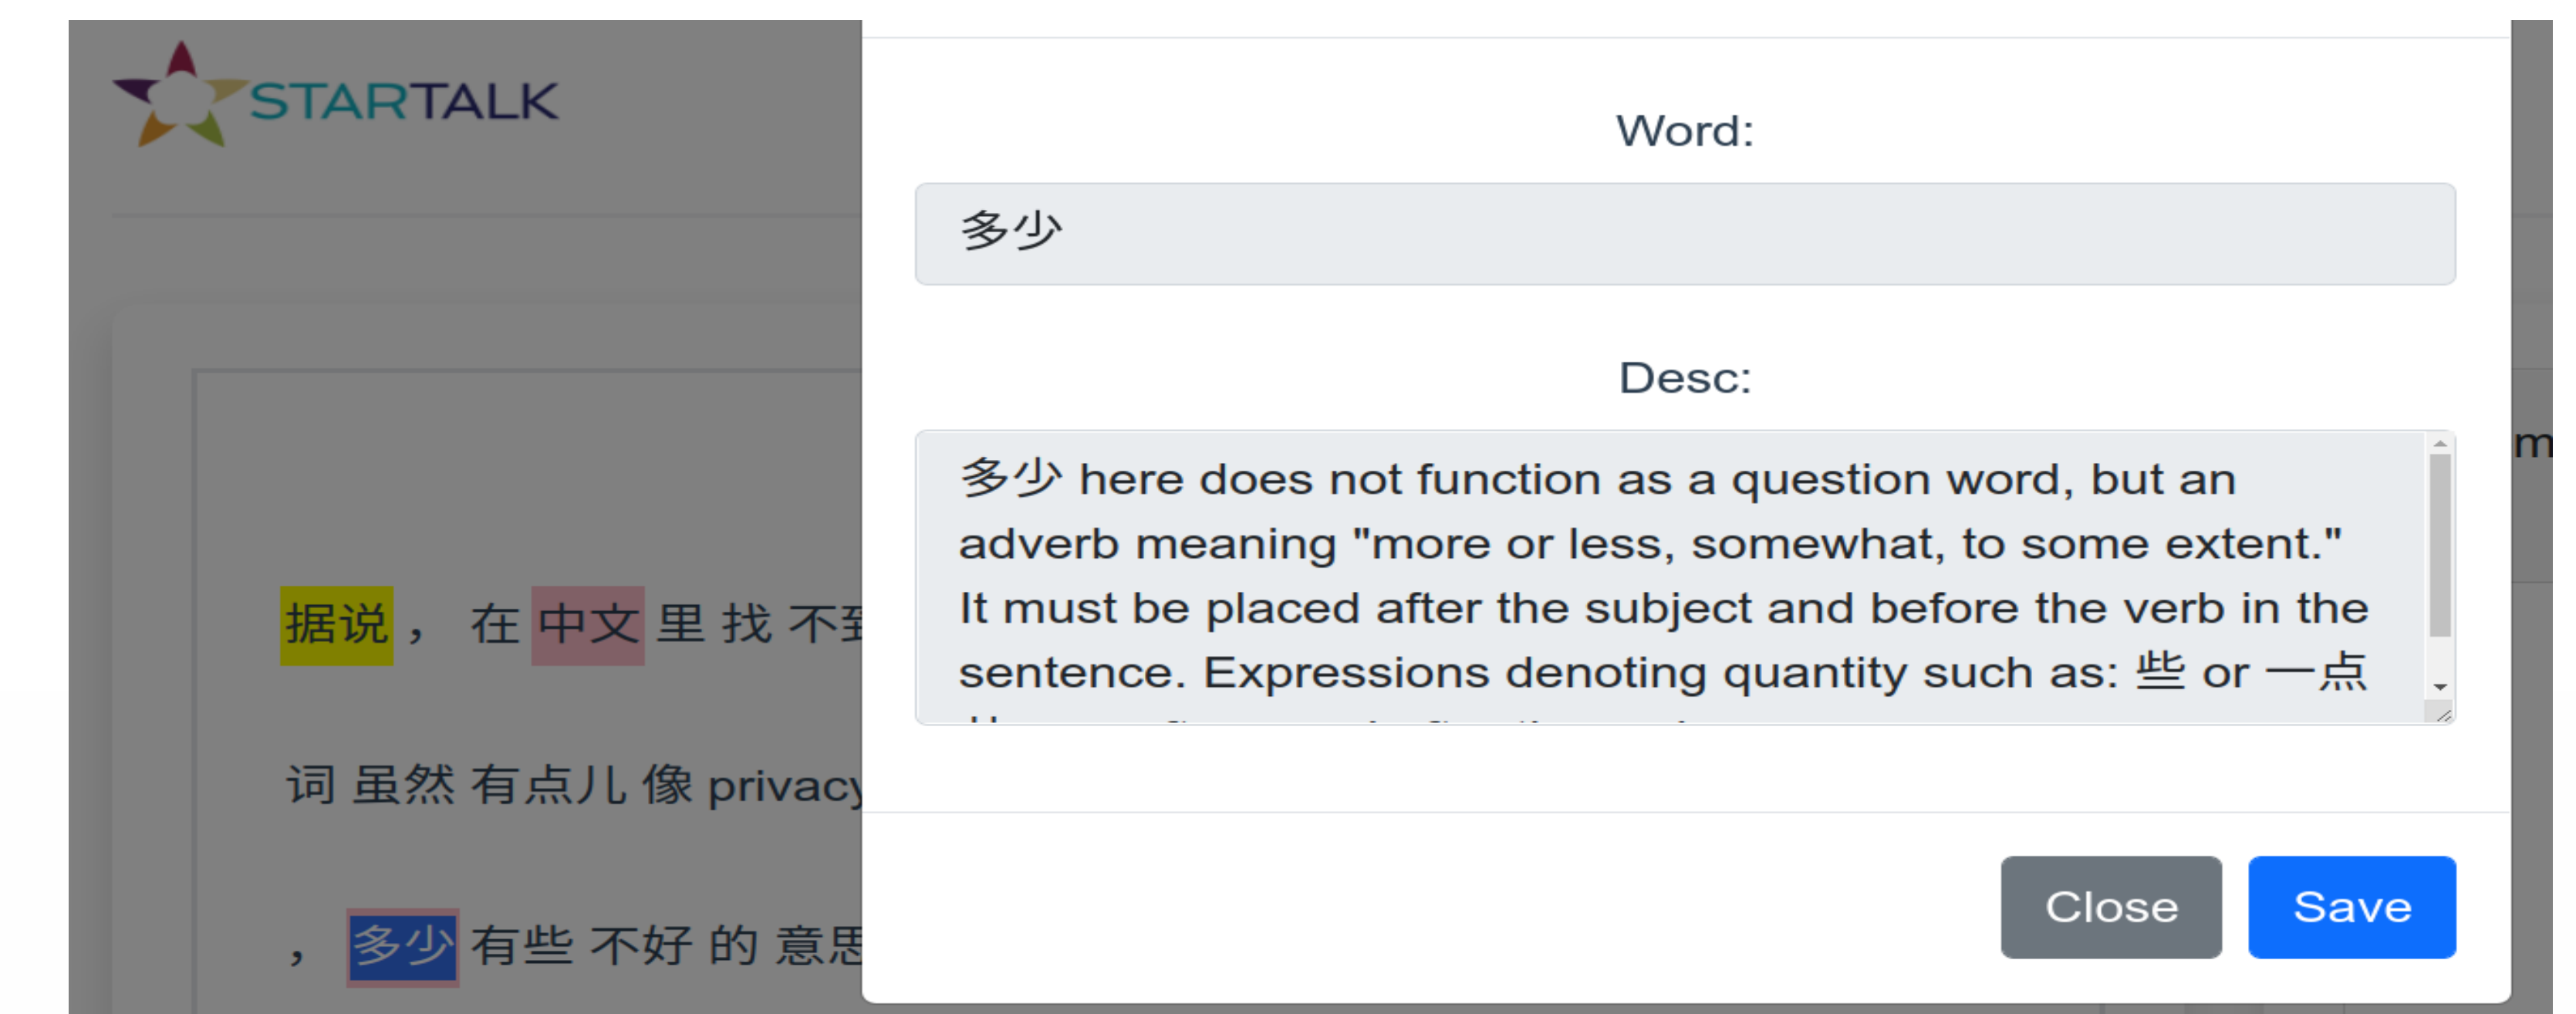 STARTALK
据说 ， 在 中文 里 找 不
词 虽然 有点儿 像 privacy
， 多少 有些 不好 的 意思
Word:
多少
Desc:
多少 here does not function as a question word, but an
adverb meaning "more or less, somewhat, to some extent."
It must be placed after the subject and before the verb in the
sentence. Expressions denoting quantity such as: 些 or 一点
Close
Save